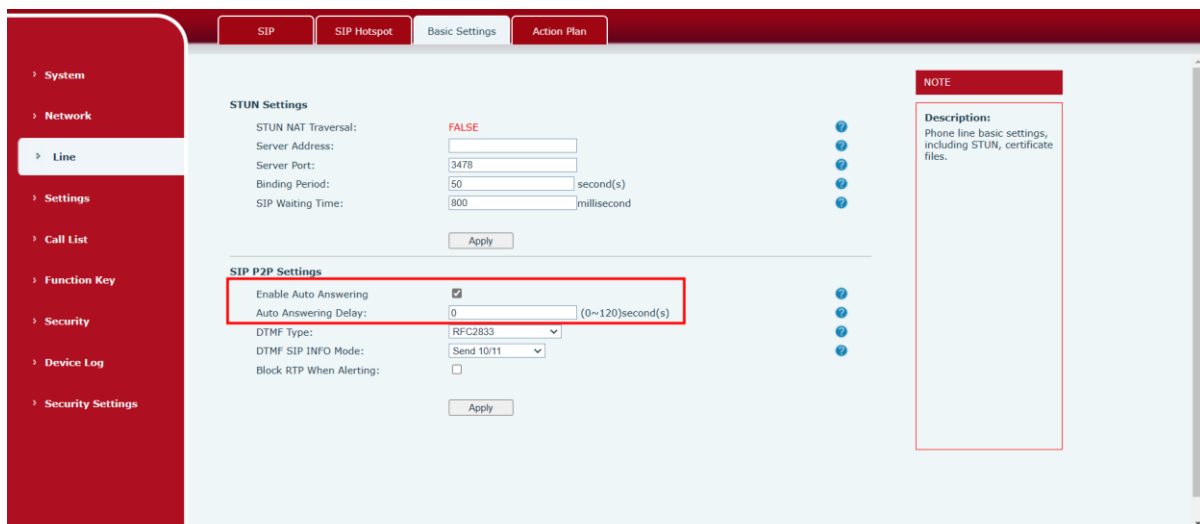 SIP SIP Hotspot Basic Settings Action Plan
› System
› Network
› Line
› Settings
› Call List
› Function Key
› Security
› Device Log
› Security Settings
STUN Settings
STUN NAT Traversal: FALSE ?
Server Address: ?
Server Port: 3478 ?
Binding Period: 50 second(s) ?
SIP Waiting Time: 800 millisecond ?
Apply
SIP P2P Settings
Enable Auto Answering ?
Auto Answering Delay: 0 (0~120)second(s) ?
DTMF Type: RFC2833 ?
DTMF SIP INFO Mode: Send 10/11 ?
Block RTP When Alerting:
Apply
NOTE
Description:
Phone line basic settings,
including STUN, certificate
files.